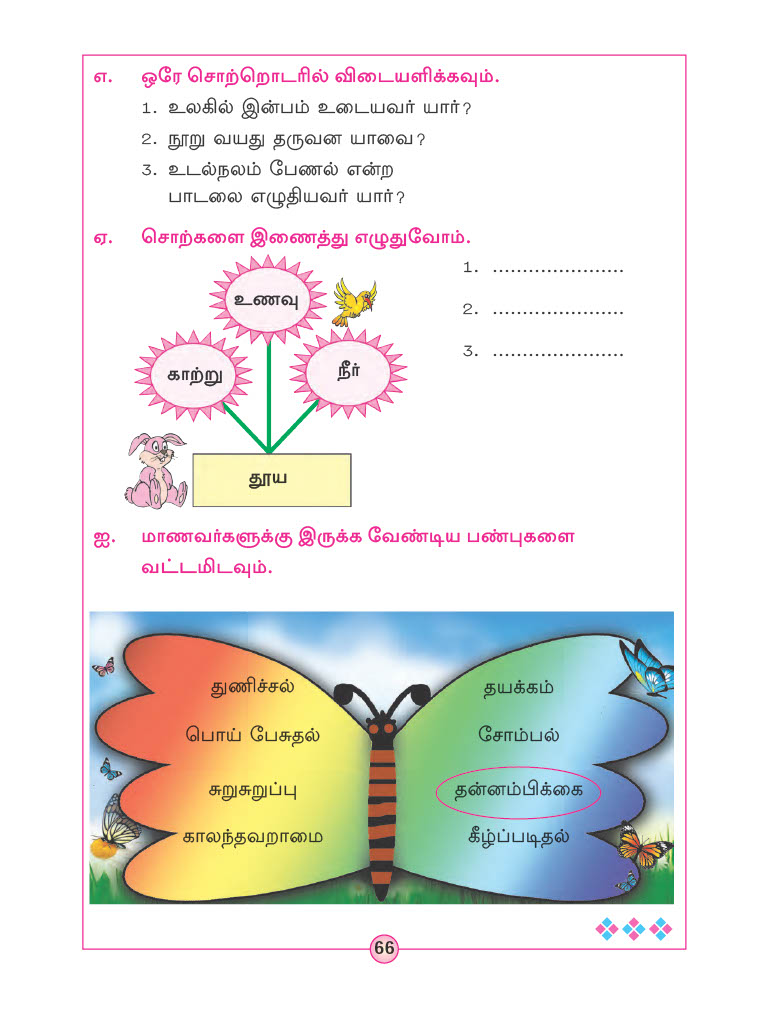 எ. ஒரே சொற்றொடரில் விடையளிக்கவும்.
1. உலகில் இன்பம் உடையவர் யார்?
2. நூறு வயது தருவன யாவை?
3. உடல்நலம் பேணல் என்ற
பாடலை எழுதியவர் யார்?
ஏ. சொற்களை இணைத்து எழுதுவோம்.
உணவு
காற்று
நீர்
தூய
1. ......................
2. ......................
3. ......................
ஐ. மாணவர்களுக்கு இருக்க வேண்டிய பண்புகளை
வட்டமிடவும்.
துணிச்சல்
பொய் பேசுதல்
சுறுசுறுப்பு
காலந்தவறாமை
தயக்கம்
சோம்பல்
தன்னம்பிக்கை
கீழ்ப்படிதல்
66